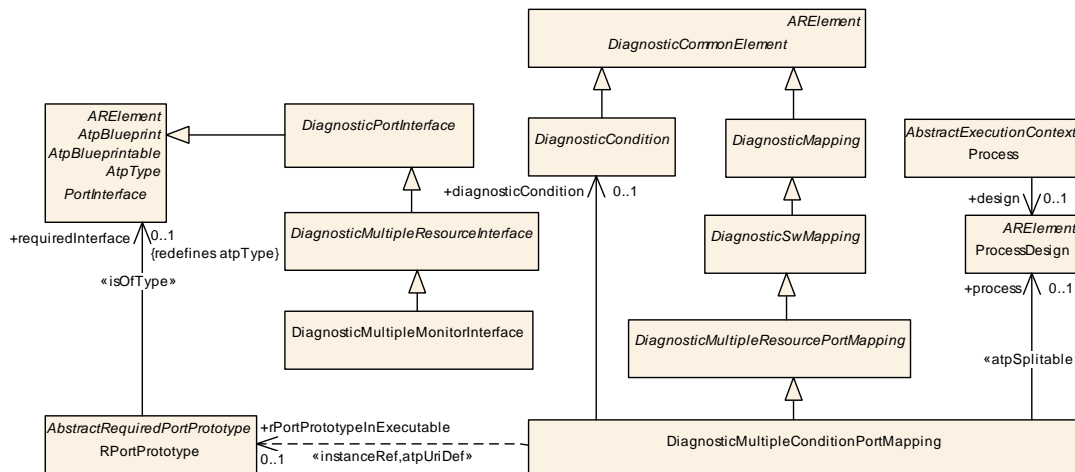 ARElement
DiagnosticCommonElement
ARElement
AtpBlueprint
AtpBlueprintable
AtpType
PortInterface
DiagnosticPortInterface
DiagnosticCondition
DiagnosticMapping
AbstractExecutionContext
Process
+diagnosticCondition
0..1
+design
0..1
DiagnosticMultipleResourceInterface
DiagnosticSwMapping
ARElement
ProcessDesign
+requiredInterface
0..1
{redefines atpType}
«isOfType»
+process
0..1
DiagnosticMultipleMonitorInterface
DiagnosticMultipleResourcePortMapping
«atpSplitable»
AbstractRequiredPortPrototype
RPortPrototype
+rPortPrototypeInExecutable
0..1
«instanceRef,atpUriDef»
DiagnosticMultipleConditionPortMapping